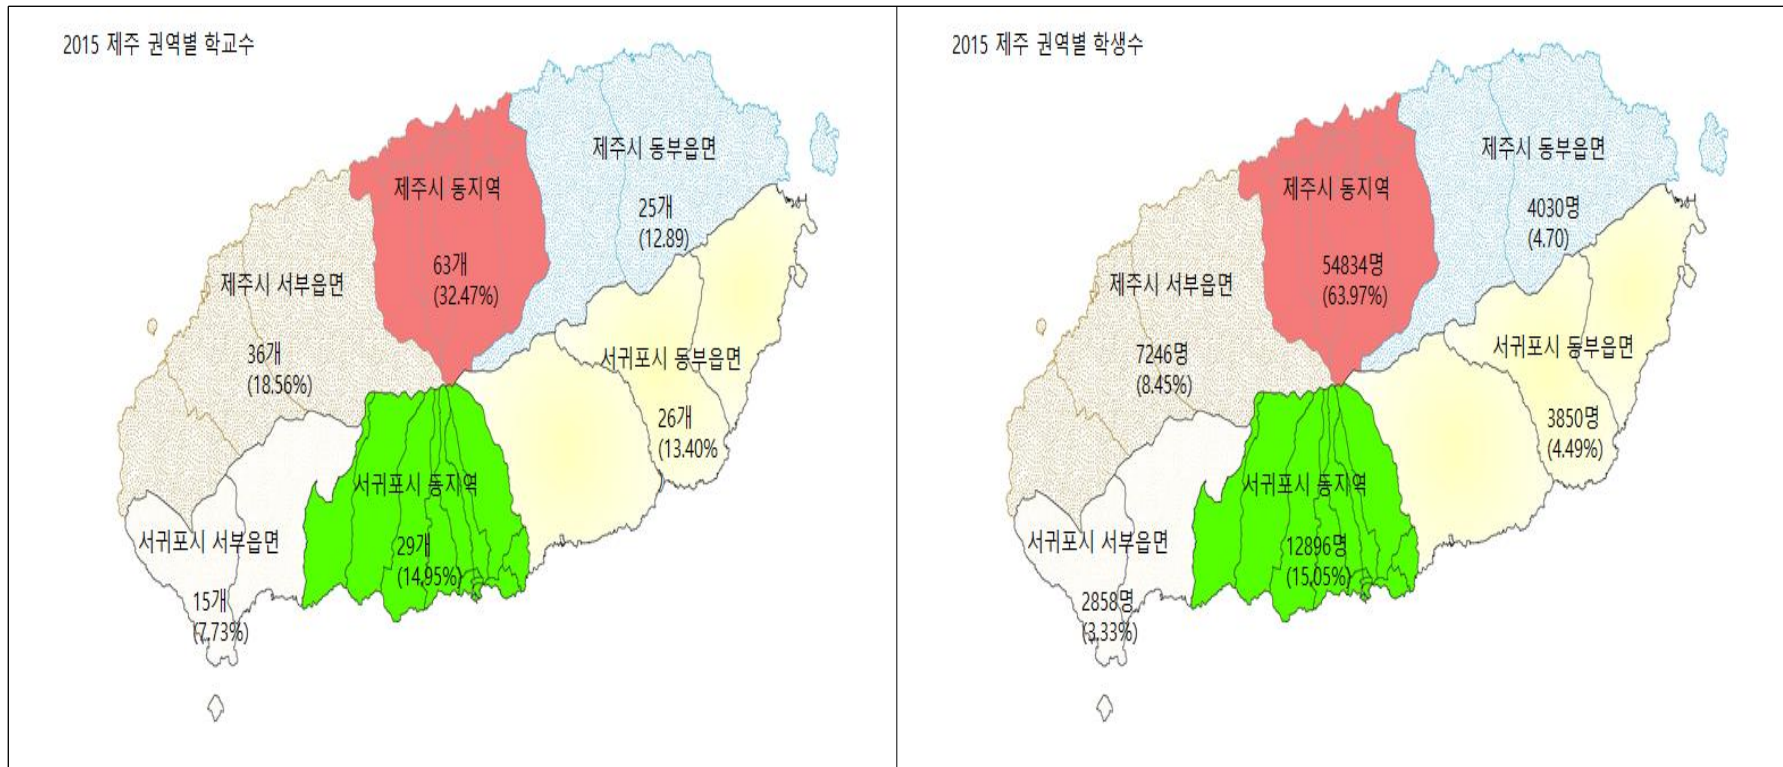 2015 제주 권역별 학교수
제주시 동부읍면
25개
(12.89)
제주시 동지역
63개
(32.47%)
제주시 서부읍면
36개
(18.56%)
서귀포시 동부읍면
26개
(13.40%
서귀포시 동지역
29개
(14.95%)
서귀포시 서부읍면
15개
(7.73%)
2015 제주 권역별 학생수
제주시 동부읍면
4030명
(4.70)
제주시 동지역
54834명
(63.97%)
제주시 서부읍면
7246명
(8.45%)
서귀포시 동부읍면
3850명
(4.49%)
서귀포시 동지역
12896명
(15.05%)
서귀포시 서부읍면
2858명
(3.33%)